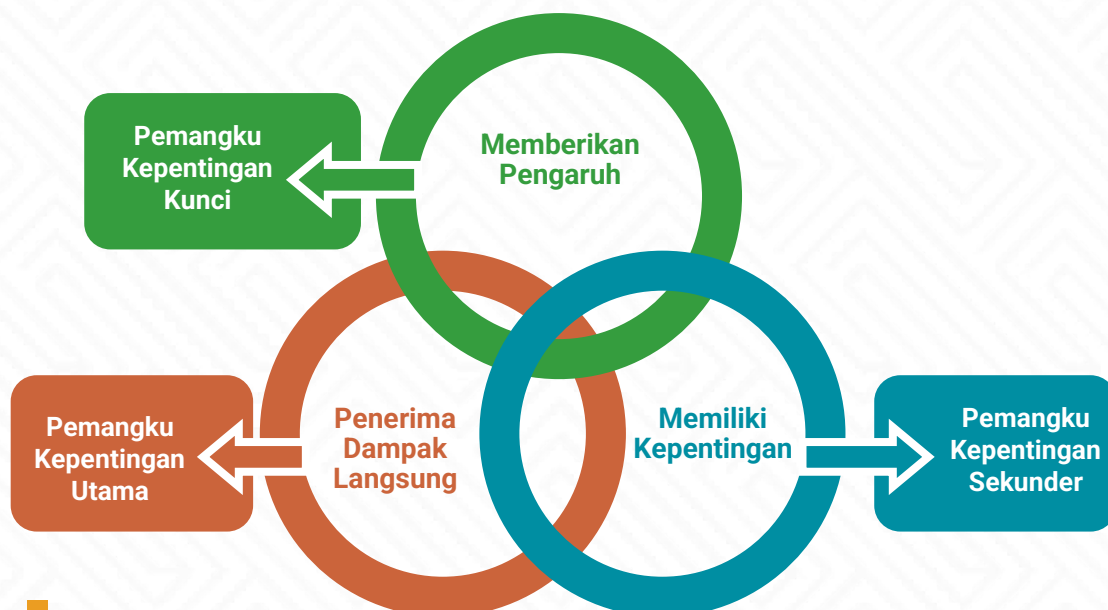 Pemangku
Kepentingan
Kunci
Memberikan
Pengaruh
Pemangku
Kepentingan
Utama
Penerima
Dampak
Langsung
Memiliki
Kepentingan
Pemangku
Kepentingan
Sekunder